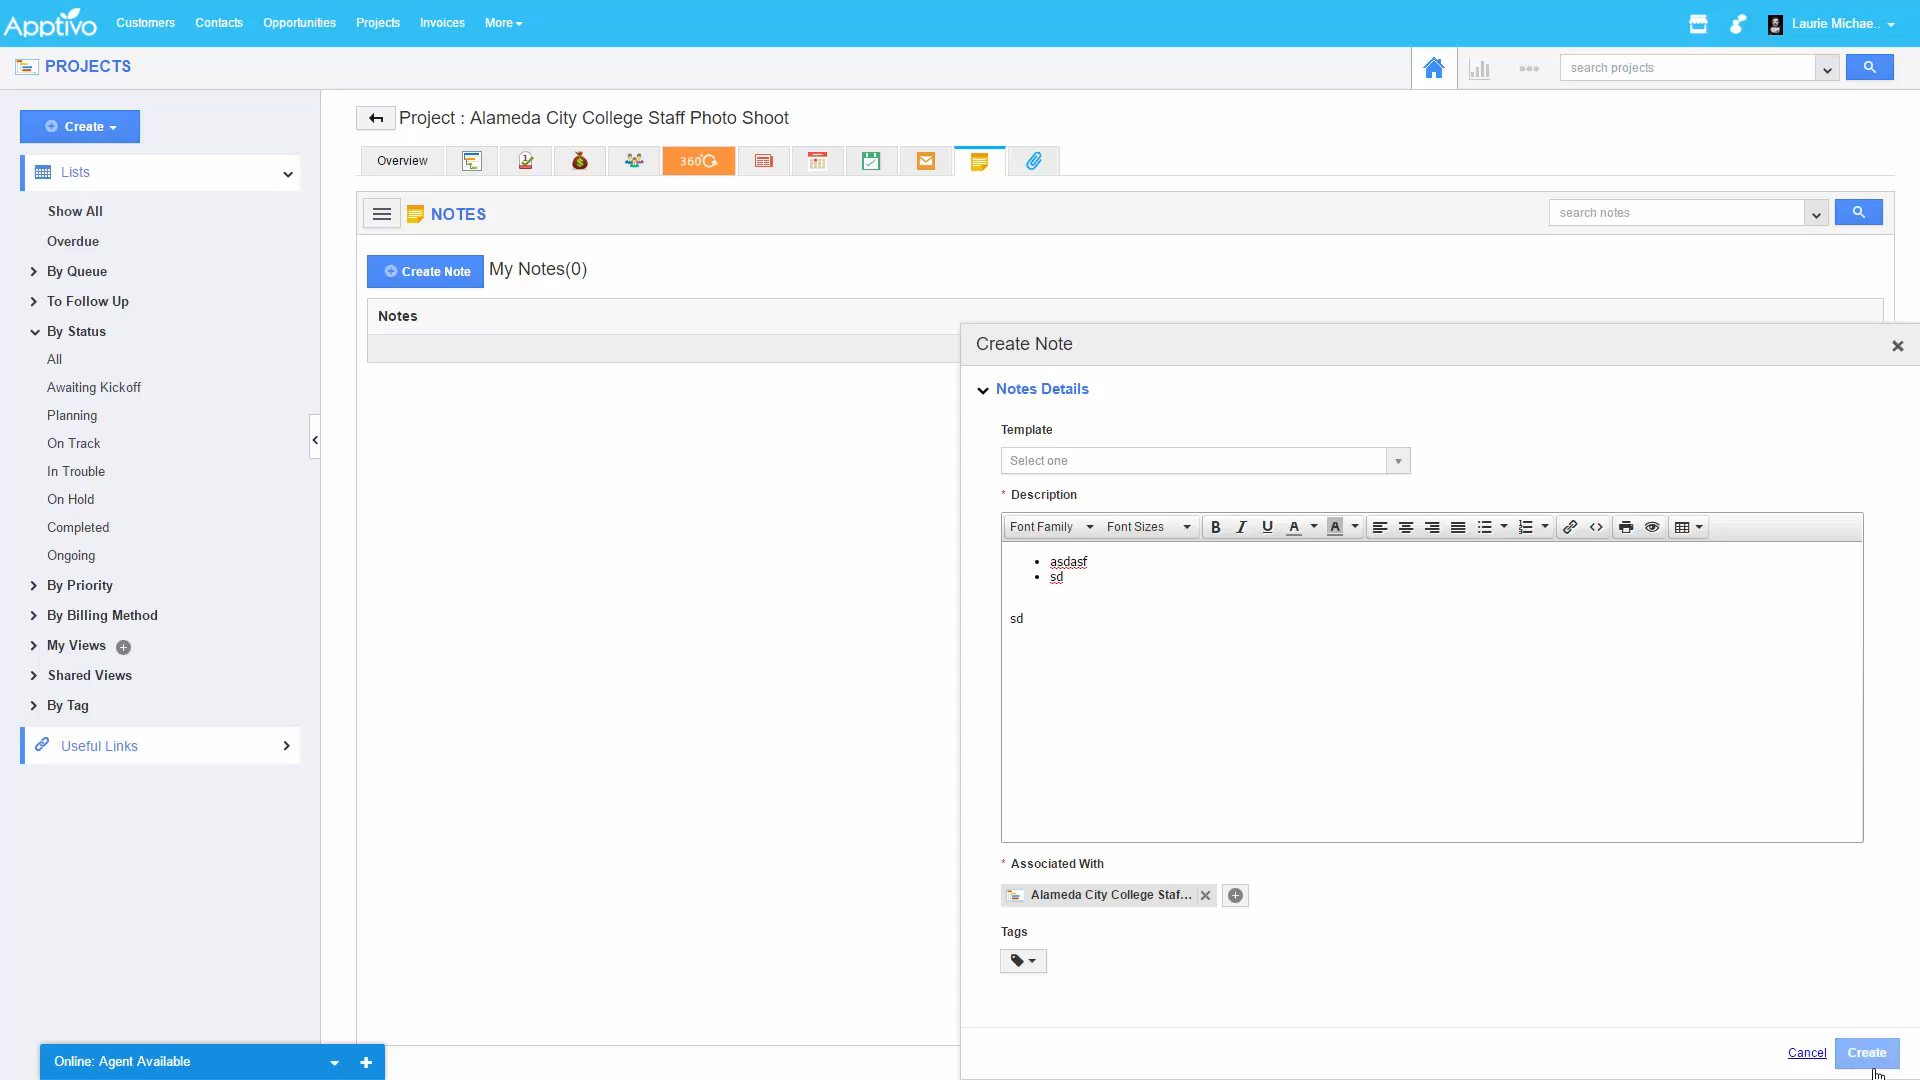 Apptivo Customers Contacts Opportunities Projects Invoices More Laurie Michae..
PROJECTS search projects
Create
Lists
Show All
Overdue
By Queue
To Follow Up
By Status
All
Awaiting Kickoff
Planning
On Track
In Trouble
On Hold
Completed
Ongoing
By Priority
By Billing Method
My Views
Shared Views
By Tag
Useful Links
Online: Agent Available
Project : Alameda City College Staff Photo Shoot
Overview 360°
NOTES search notes
Create Note My Notes(0)
Notes
Create Note
Notes Details
Template
Select one
* Description
Font Family Font Sizes B I U A A
• asdasf
• sd
sd
* Associated With
Alameda City College Staf...
Tags
Cancel Create